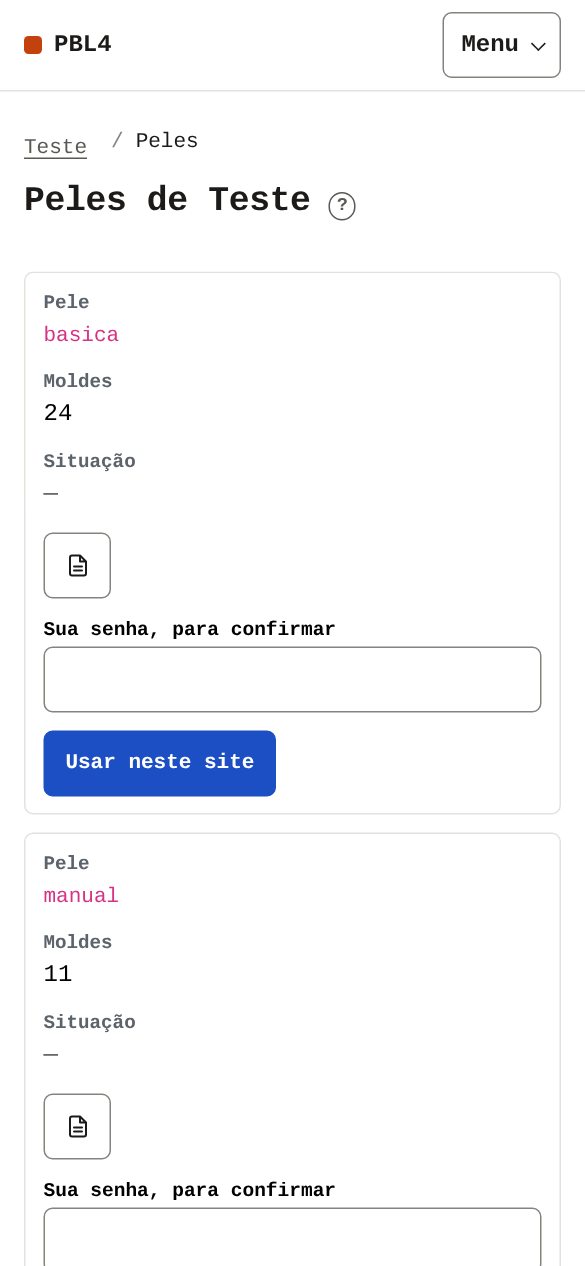 PBL4
Menu
Teste / Peles
Peles de Teste ?
Pele
basica
Moldes
24
Situação
—
Sua senha, para confirmar
Usar neste site
Pele
manual
Moldes
11
Situação
—
Sua senha, para confirmar